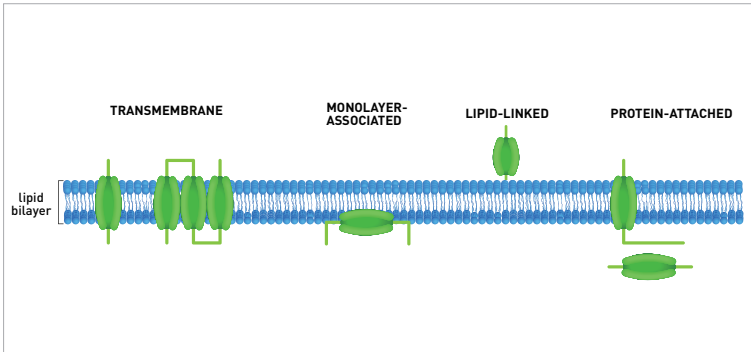 TRANSMEMBRANE
MONOLAYER-
ASSOCIATED
LIPID-LINKED
PROTEIN-ATTACHED
lipid
bilayer